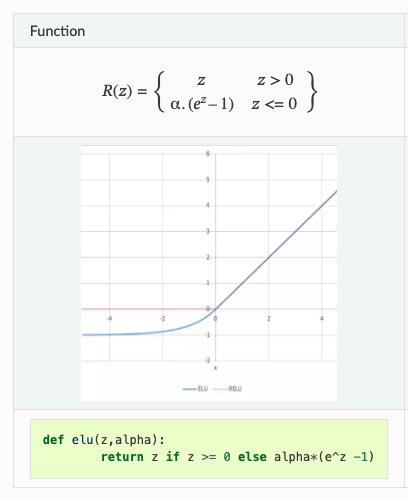 Function
R(z) = { z z > 0
α.(e^z–1) z <= 0 }
6
5
4
3
2
1
0
-4 -2 0 2 4
-1
-2
x
ELU RELU
def elu(z,alpha):
return z if z >= 0 else alpha*(e^z -1)